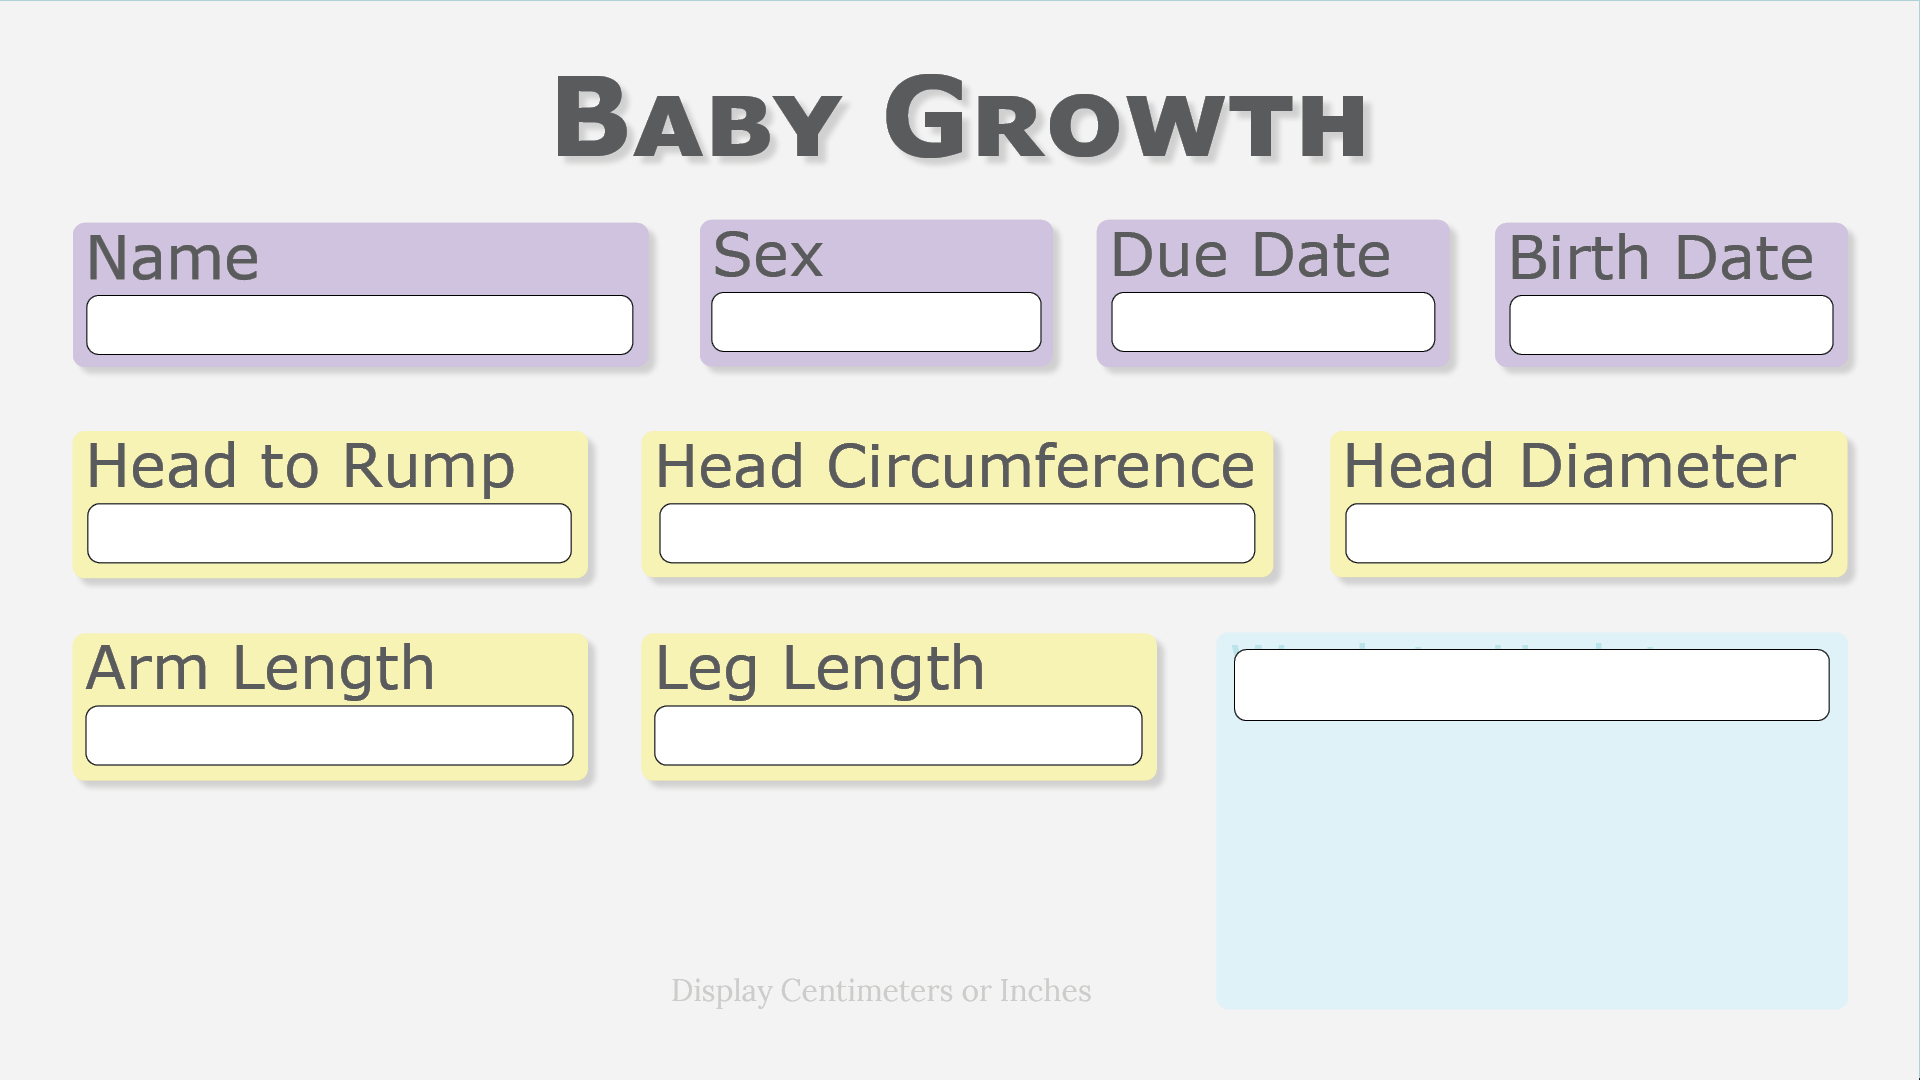 Baby Growth
Name
Sex
Due Date
Birth Date
Head to Rump
Head Circumference
Head Diameter
Arm Length
Leg Length
Display Centimeters or Inches